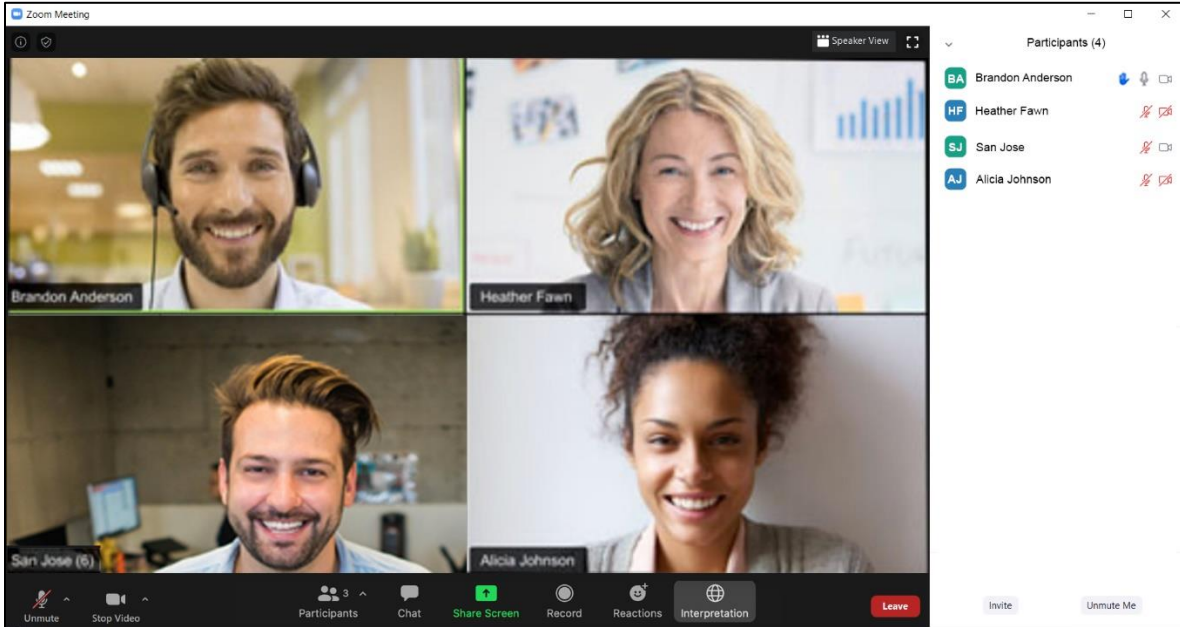 Zoom Meeting
Speaker View
Participants (4)
BA Brandon Anderson
HF Heather Fawn
SJ San Jose
AJ Alicia Johnson
Brandon Anderson
Heather Fawn
San Jose (6)
Alicia Johnson
Unmute
Stop Video
3
Participants
Chat
Share Screen
Record
Reactions
Interpretation
Leave
Invite
Unmute Me